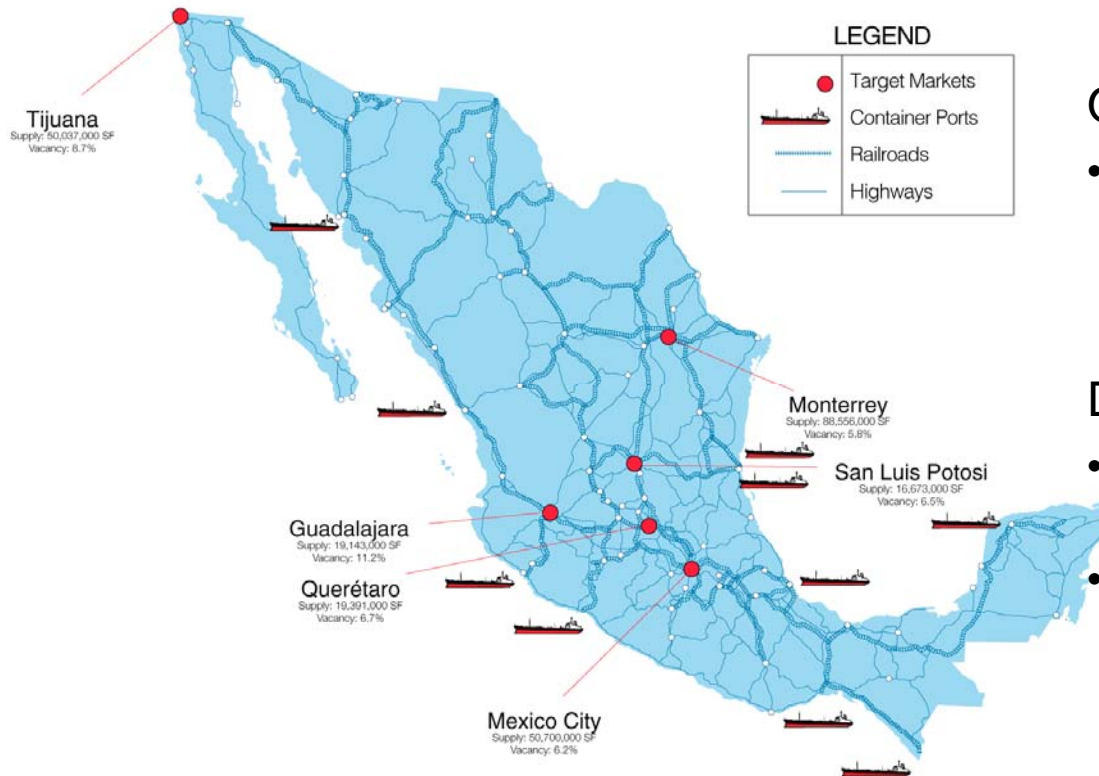 LEGEND
Target Markets
Container Ports
Railroads
Highways
Tijuana
Supply: 50,037,000 SF
Vacancy: 8.7%
Monterrey
Supply: 88,556,000 SF
Vacancy: 5.8%
San Luis Potosi
Supply: 16,673,000 SF
Vacancy: 6.5%
Guadalajara
Supply: 19,143,000 SF
Vacancy: 11.2%
Querétaro
Supply: 19,391,000 SF
Vacancy: 6.7%
Mexico City
Supply: 50,700,000 SF
Vacancy: 6.2%